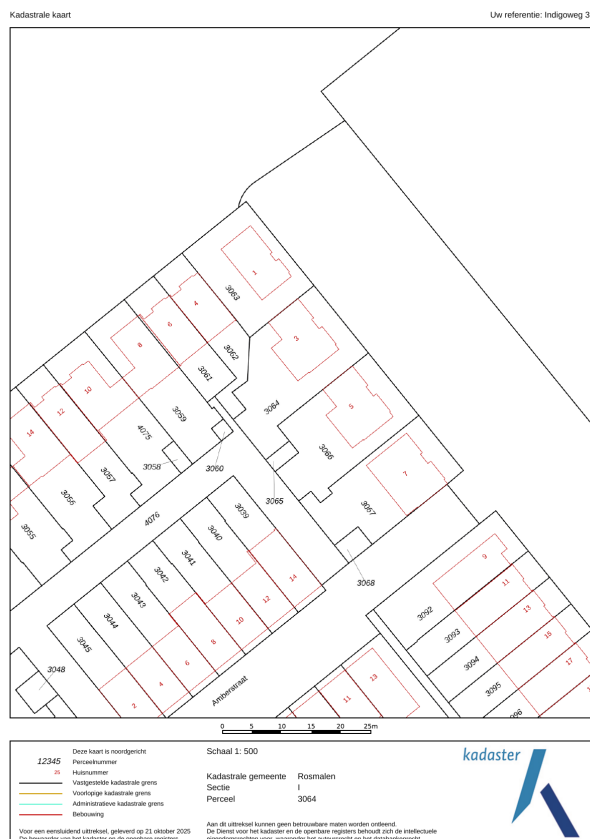 Kadastrale kaart
Uw referentie: Indigoweg 3
1
3063
4
3
6
3062
8
3061
5
3064
10
3059
12
4075
3066
14
3058
3060
7
3057
3065
3056
3067
3055
4076
3039
3040
9
3041
14
3068
11
3042
12
3092
13
3043
10
3093
15
3044
8
3094
17
3045
6
3048
4
13
3095
2
Amberstraat
11
0 5 10 15 20 25m
12345
25
Deze kaart is noordgericht
Perceelnummer
Huisnummer
Vastgestelde kadastrale grens
Voorlopige kadastrale grens
Administratieve kadastrale grens
Bebouwing
Schaal 1: 500
Kadastrale gemeente Rosmalen
Sectie I
Perceel 3064
kadaster
Voor een eensluidend uittreksel, geleverd op 21 oktober 2025
Aan dit uittreksel kunnen geen betrouwbare maten worden ontleend.
De Dienst voor het kadaster en de openbare registers behoudt zich de intellectuele